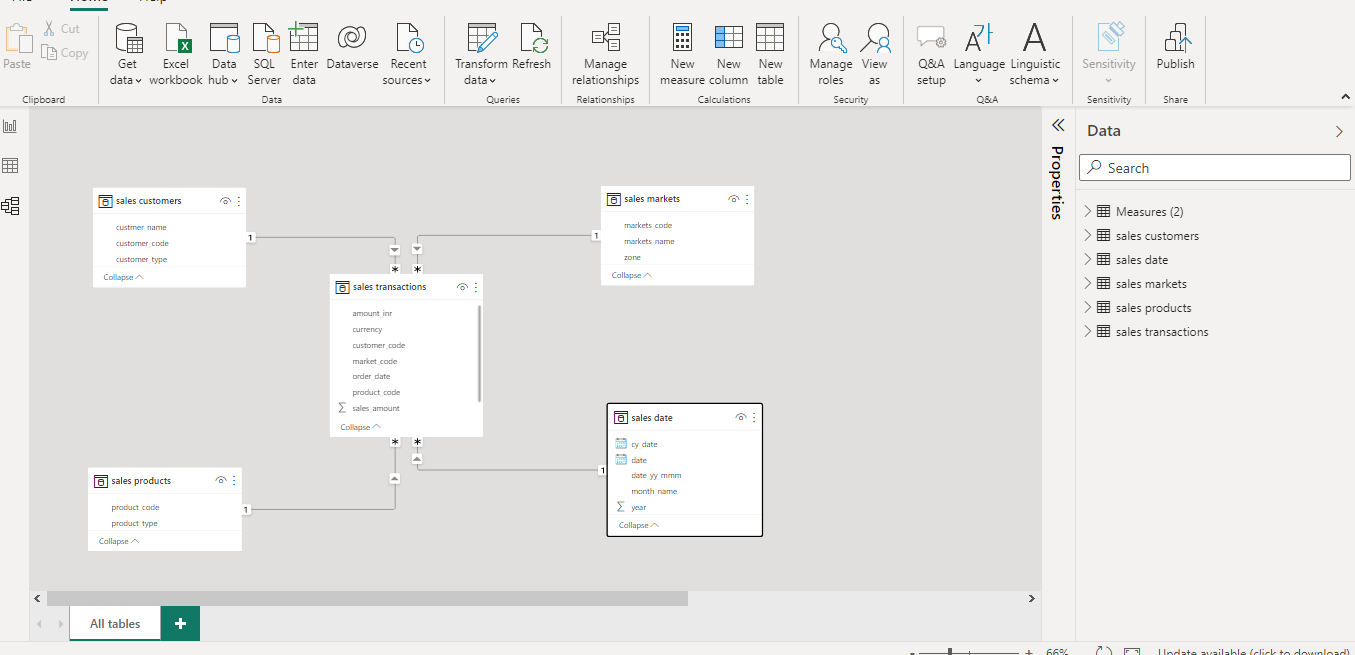 Home
Help
Cut
Copy
Paste
Get data
Excel workbook
Data hub
SQL Server
Enter data
Dataverse
Recent sources
Transform data
Refresh
Manage relationships
New measure
New column
New table
Manage roles
View as
Q&A setup
Language
Linguistic schema
Sensitivity
Publish
Clipboard
Data
Queries
Relationships
Calculations
Security
Q&A
Sensitivity
Share
sales customers
custmer_name
customer_code
customer_type
Collapse
1
*
sales markets
markets_code
markets_name
zone
Collapse
1
*
sales transactions
amount_inr
currency
customer_code
market_code
order_date
product_code
Σ sales_amount
Collapse
*
*
sales products
product_code
product_type
Collapse
1
sales date
cy_date
date
date_yy_mmm
month_name
Σ year
Collapse
1
Properties
Data
Search
Measures (2)
sales customers
sales date
sales markets
sales products
sales transactions
All tables
+
- + 66%
Update available (click to download)